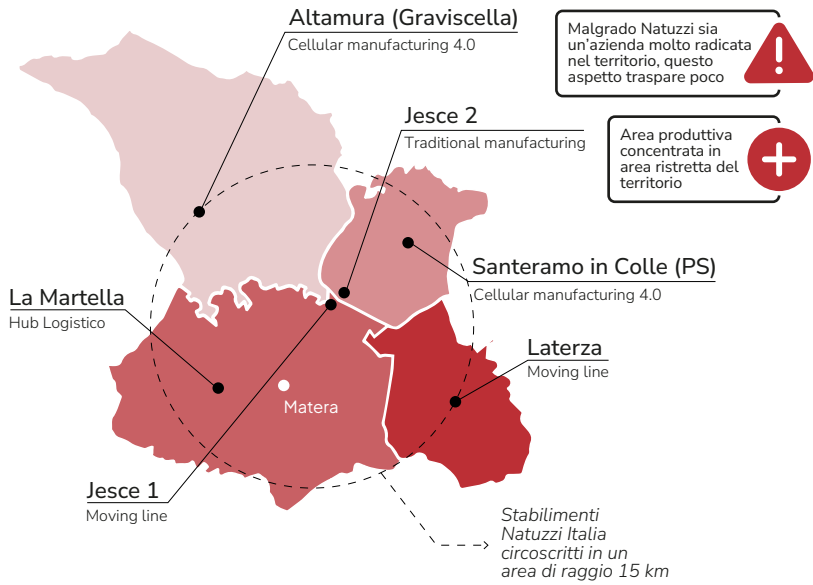 Altamura (Graviscella)
Cellular manufacturing 4.0
Malgrado Natuzzi sia
un'azienda molto radicata
nel territorio, questo
aspetto traspare poco
Jesce 2
Traditional manufacturing
Area produttiva
concentrata in
area ristretta del
territorio
Santeramo in Colle (PS)
Cellular manufacturing 4.0
La Martella
Hub Logistico
Laterza
Moving line
Matera
Jesce 1
Moving line
Stabilimenti
Natuzzi Italia
circoscritti in un
area di raggio 15 km